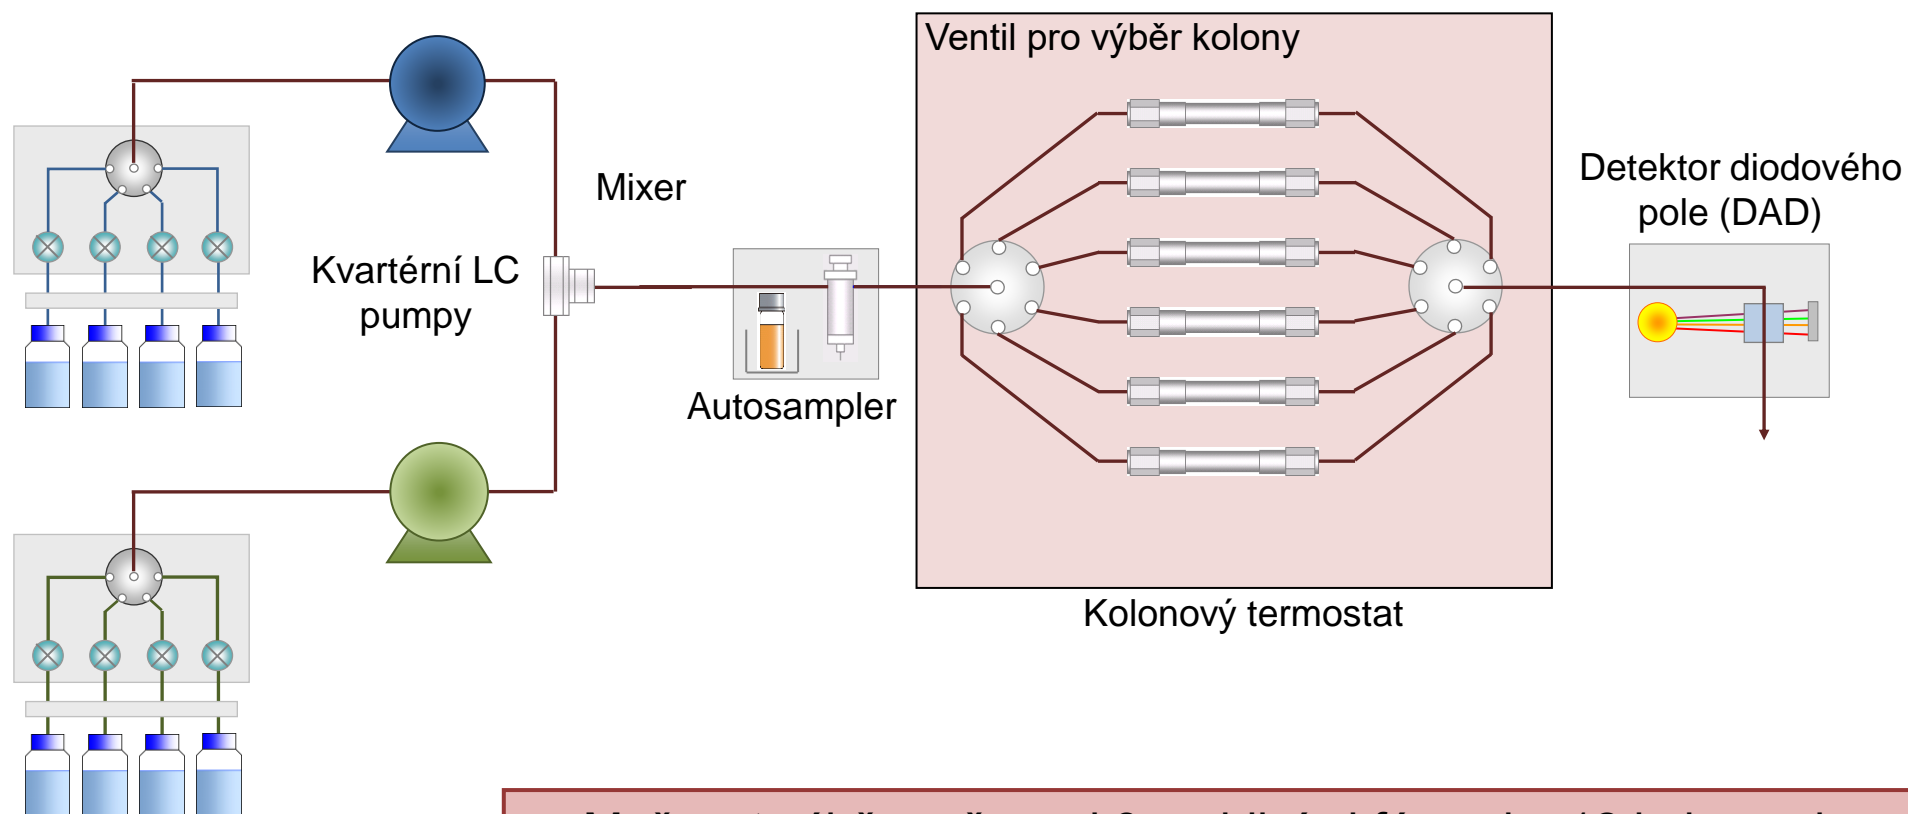 Ventil pro výběr kolony
Mixer
Detektor diodového
pole (DAD)
Kvartérní LC
pumpy
Autosampler
Kolonový termostat